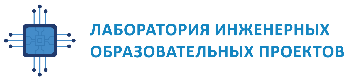 ЛАБОРАТОРИЯ ИНЖЕНЕРНЫХ
ОБРАЗОВАТЕЛЬНЫХ ПРОЕКТОВ